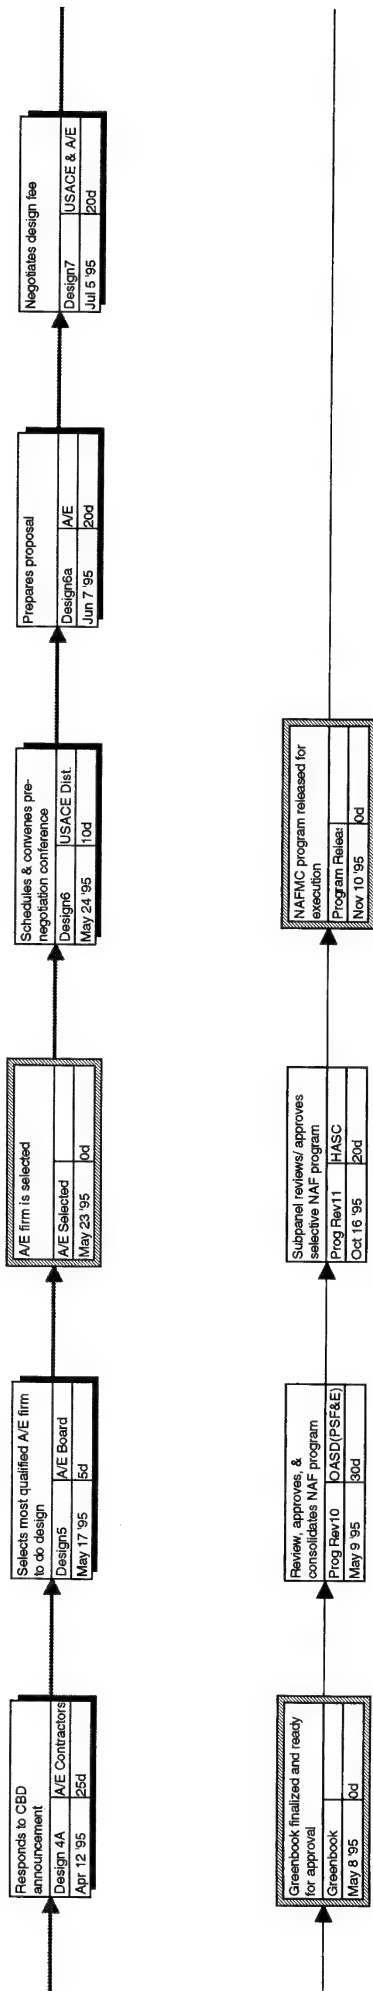 Responds to CBD
announcement
Design 4A A/E Contractors
Apr 12 '95 25d
Selects most qualified A/E firm
to do design
Design5 A/E Board
May 17 '95 5d
A/E firm is selected
A/E Selected
May 23 '95 0d
Schedules & convenes pre-
negotiation conference
Design6 USACE Dist.
May 24 '95 10d
Prepares proposal
Design6a A/E
Jun 7 '95 20d
Negotiates design fee
Design7 USACE & A/E
Jul 5 '95 20d
Greenbook finalized and ready
for approval
Greenbook
May 8 '95 0d
Review, approves, &
consolidates NAF program
Prog Rev10 OASD(PSF&E)
May 9 '95 30d
Subpanel reviews/ approves
selective NAF program
Prog Rev11 HASC
Oct 16 '95 20d
NAFMC program released for
execution
Program Releas
Nov 10 '95 0d